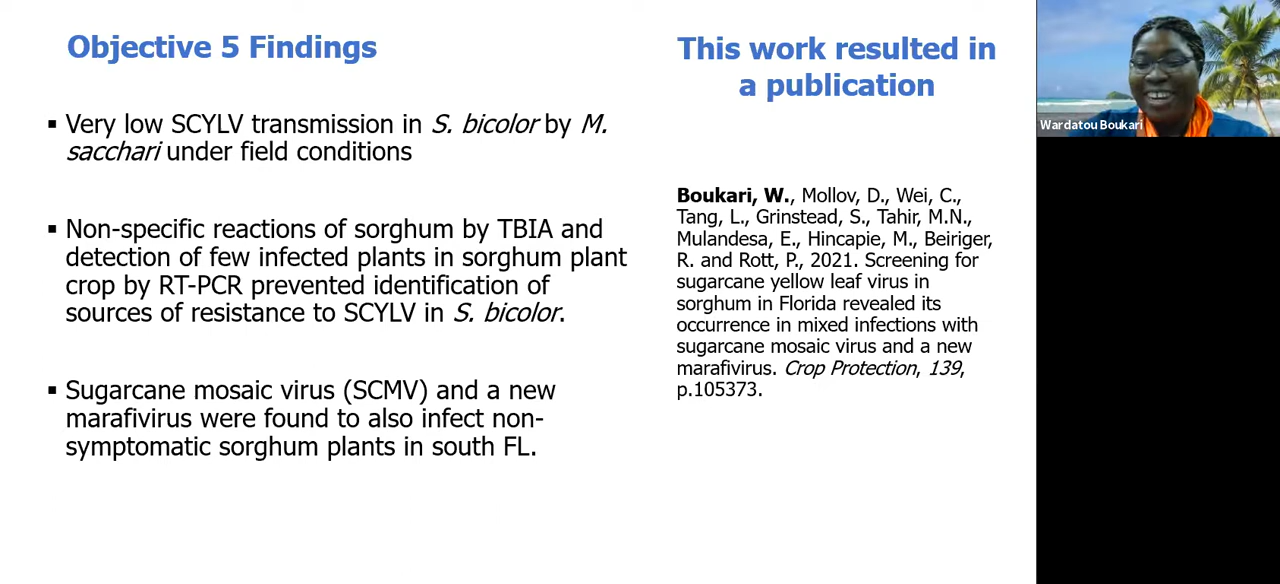 Objective 5 Findings
▪ Very low SCYLV transmission in S. bicolor by M.
sacchari under field conditions
▪ Non-specific reactions of sorghum by TBIA and
detection of few infected plants in sorghum plant
crop by RT-PCR prevented identification of
sources of resistance to SCYLV in S. bicolor.
▪ Sugarcane mosaic virus (SCMV) and a new
marafivirus were found to also infect non-
symptomatic sorghum plants in south FL.
This work resulted in
a publication
Boukari, W., Mollov, D., Wei, C.,
Tang, L., Grinstead, S., Tahir, M.N.,
Mulandesa, E., Hincapie, M., Beiriger,
R. and Rott, P., 2021. Screening for
sugarcane yellow leaf virus in
sorghum in Florida revealed its
occurrence in mixed infections with
sugarcane mosaic virus and a new
marafivirus. Crop Protection, 139,
p.105373.
Wardatou Boukari